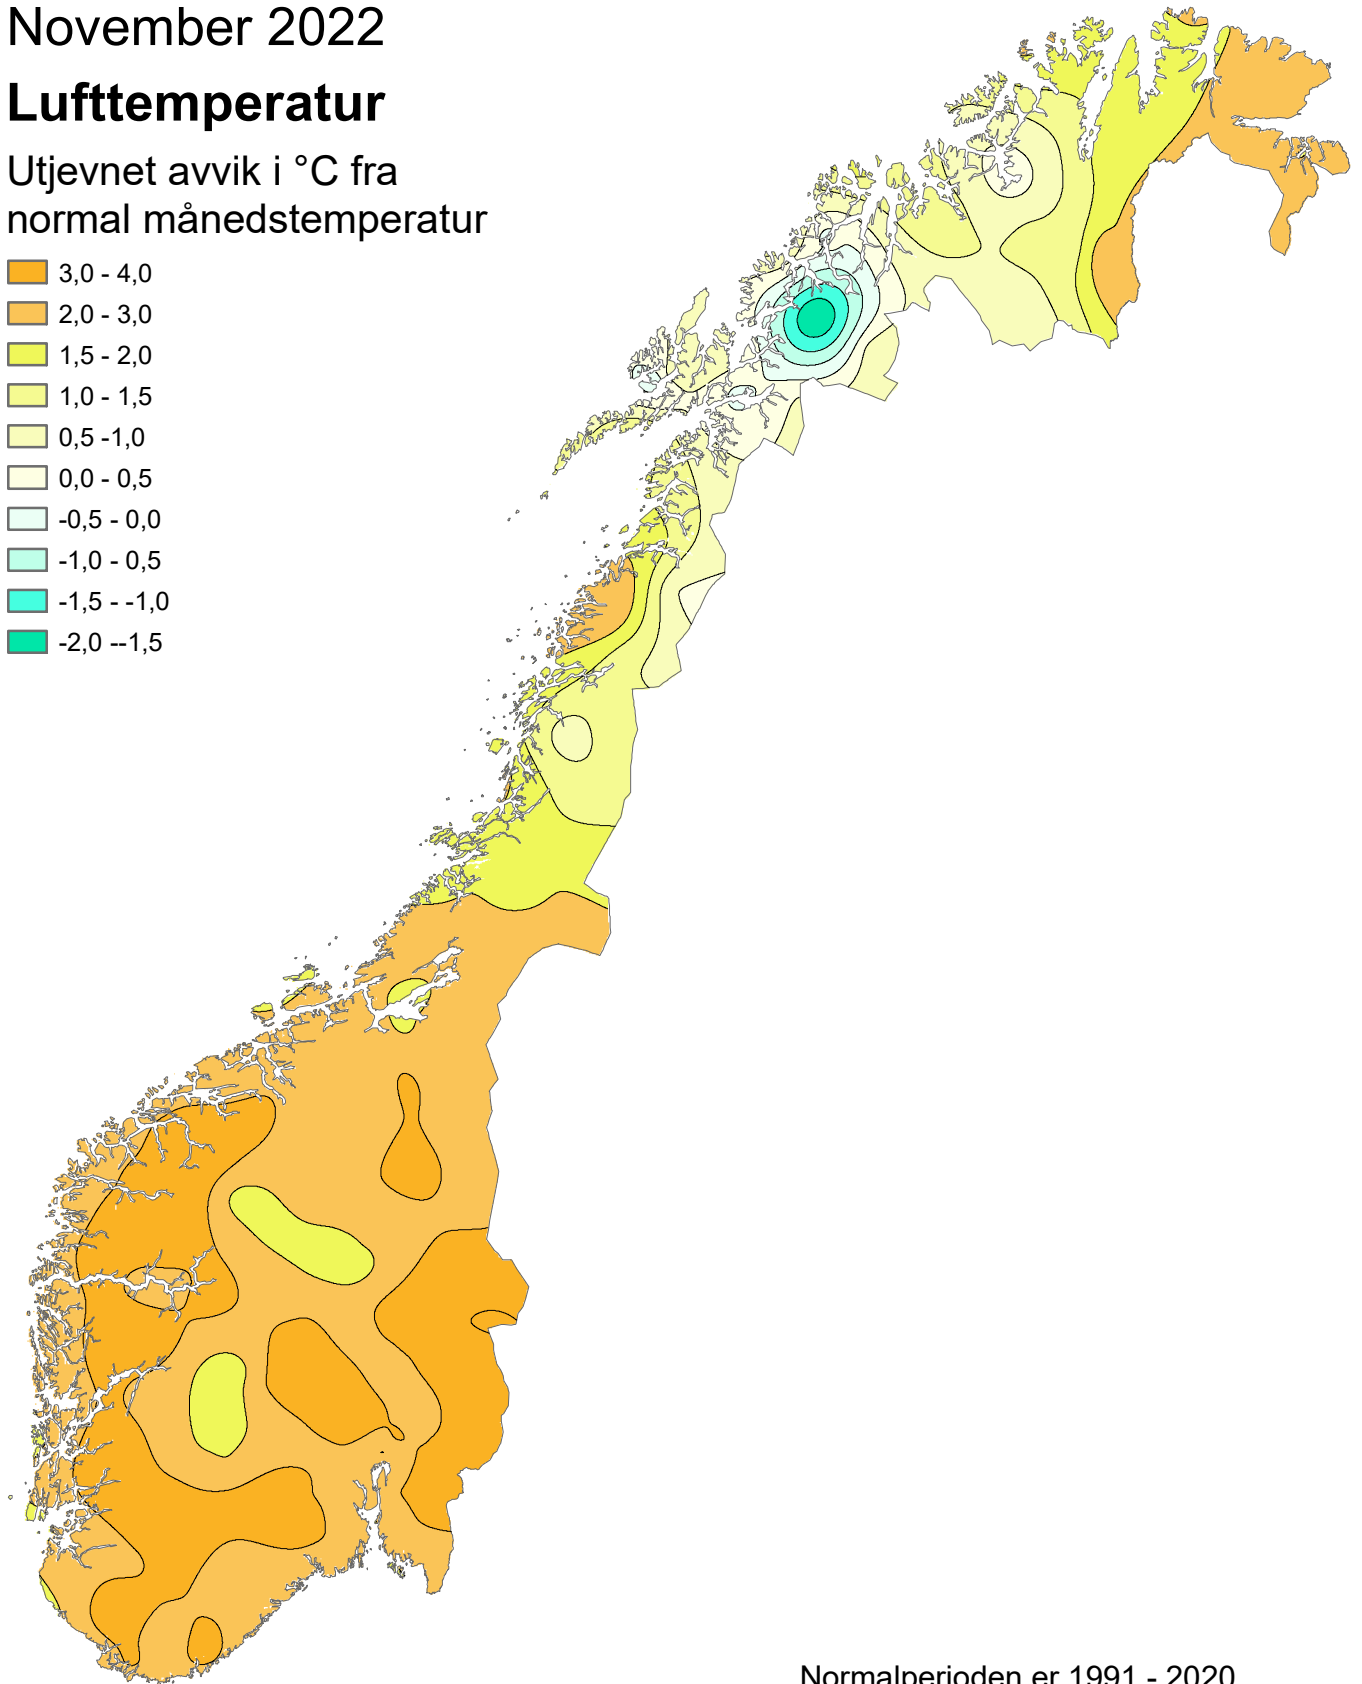 November 2022
Lufttemperatur
Utjevnet avvik i °C fra
normal månedstemperatur
3,0 - 4,0
2,0 - 3,0
1,5 - 2,0
1,0 - 1,5
0,5 -1,0
0,0 - 0,5
-0,5 - 0,0
-1,0 - 0,5
-1,5 - -1,0
-2,0 --1,5
Normalperioden er 1991 - 2020